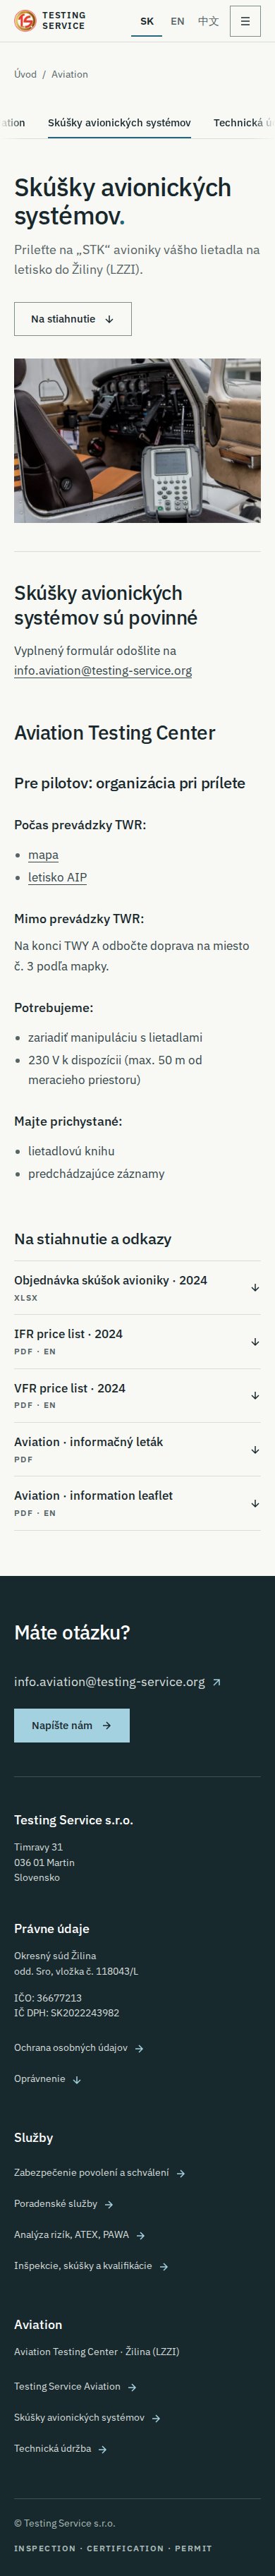 TESTING
SERVICE
SK EN 中文
Úvod / Aviation
ation Skúšky avionických systémov Technická
Skúšky avionických
systémov.
Prileťte na „STK“ avioniky vášho lietadla na
letisko do Žiliny (LZZI).
Na stiahnutie ↓
Skúšky avionických
systémov sú povinné
Vyplnený formulár odošlite na
info.aviation@testing-service.org
Aviation Testing Center
Pre pilotov: organizácia pri prílete
Počas prevádzky TWR:
• mapa
• letisko AIP
Mimo prevádzky TWR:
Na konci TWY A odbočte doprava na miesto
č. 3 podľa mapky.
Potrebujeme:
• zariadiť manipuláciu s lietadlami
• 230 V k dispozícii (max. 50 m od
meracieho priestoru)
Majte prichystané:
• lietadlovú knihu
• predchádzajúce záznamy
Na stiahnutie a odkazy
Objednávka skúšok avioniky · 2024 ↓
XLSX
IFR price list · 2024 ↓
PDF · EN
VFR price list · 2024 ↓
PDF · EN
Aviation · informačný leták ↓
PDF
Aviation · information leaflet ↓
PDF · EN
Máte otázku?
info.aviation@testing-service.org ↗
Napíšte nám →
Testing Service s.r.o.
Timravy 31
036 01 Martin
Slovensko
Právne údaje
Okresný súd Žilina
odd. Sro, vložka č. 118043/L
IČO: 36677213
IČ DPH: SK2022243982
Ochrana osobných údajov →
Oprávnenie ↓
Služby
Zabezpečenie povolení a schválení →
Poradenské služby →
Analýza rizík, ATEX, PAWA →
Inšpekcie, skúšky a kvalifikácie →
Aviation
Aviation Testing Center · Žilina (LZZI)
Testing Service Aviation →
Skúšky avionických systémov →
Technická údržba →
© Testing Service s.r.o.
INSPECTION · CERTIFICATION · PERMIT